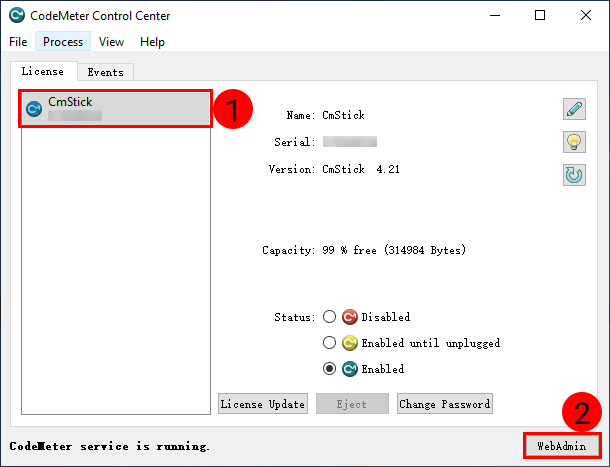 CodeMeter Control Center
File Process View Help
License Events
CmStick
1
Name: CmStick
Serial:
Version: CmStick 4.21
Capacity: 99 % free (314984 Bytes)
Status: Disabled
Enabled until unplugged
Enabled
License Update Eject Change Password
2
CodeMeter service is running.
WebAdmin